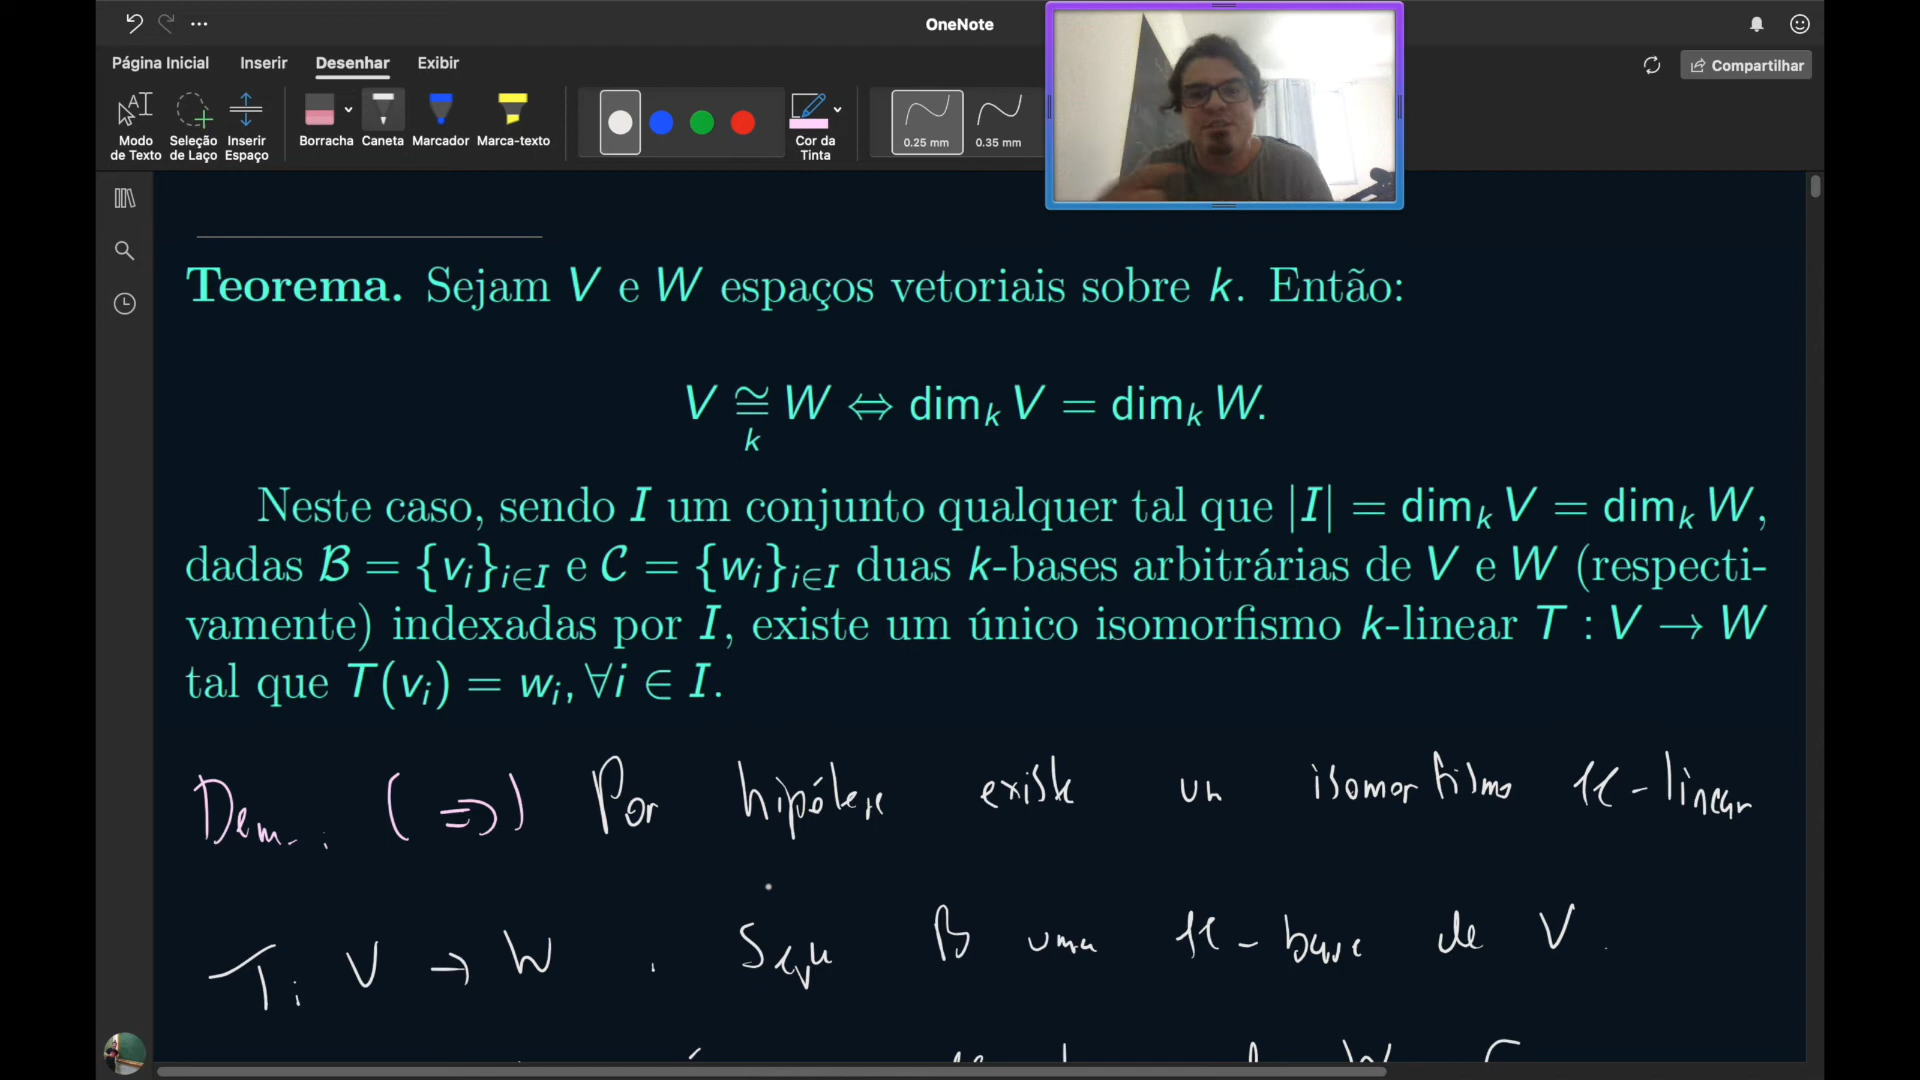 OneNote
Página Inicial Inserir Desenhar Exibir
Compartilhar
Modo de Texto Seleção de Laço Inserir Espaço Borracha Caneta Marcador Marca-texto Cor da Tinta 0.25 mm 0.35 mm
Teorema. Sejam V e W espaços vetoriais sobre k. Então:
V ≅ₖ W ⇔ dimₖ V = dimₖ W.
Neste caso, sendo I um conjunto qualquer tal que |I| = dimₖ V = dimₖ W,
dadas ℬ = {vᵢ}ᵢ∈I e 𝒞 = {wᵢ}ᵢ∈I duas k-bases arbitrárias de V e W (respecti-
vamente) indexadas por I, existe um único isomorfismo k-linear T : V → W
tal que T(vᵢ) = wᵢ, ∀i ∈ I.
Dem.: (⇒) Por hipótese existe um isomorfismo k-linear
T: V → W. Seja B uma k-base de V.